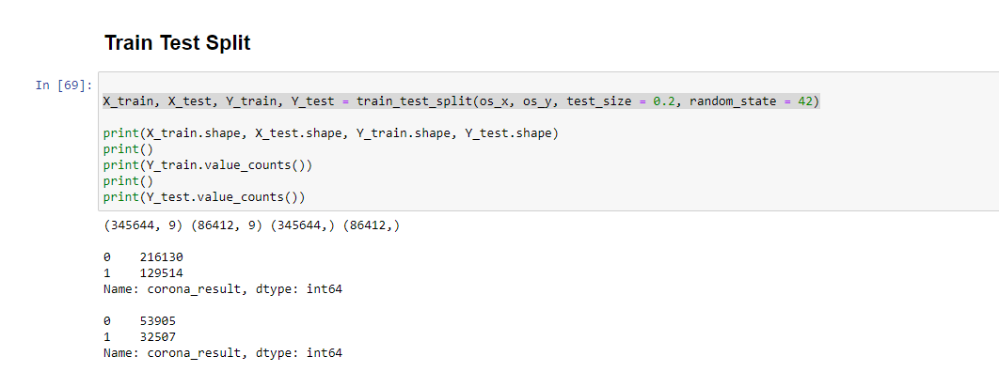 Train Test Split
In [69]:
X_train, X_test, Y_train, Y_test = train_test_split(os_x, os_y, test_size = 0.2, random_state = 42)
print(X_train.shape, X_test.shape, Y_train.shape, Y_test.shape)
print()
print(Y_train.value_counts())
print()
print(Y_test.value_counts())
(345644, 9) (86412, 9) (345644,) (86412,)
0    216130
1    129514
Name: corona_result, dtype: int64
0    53905
1    32507
Name: corona_result, dtype: int64